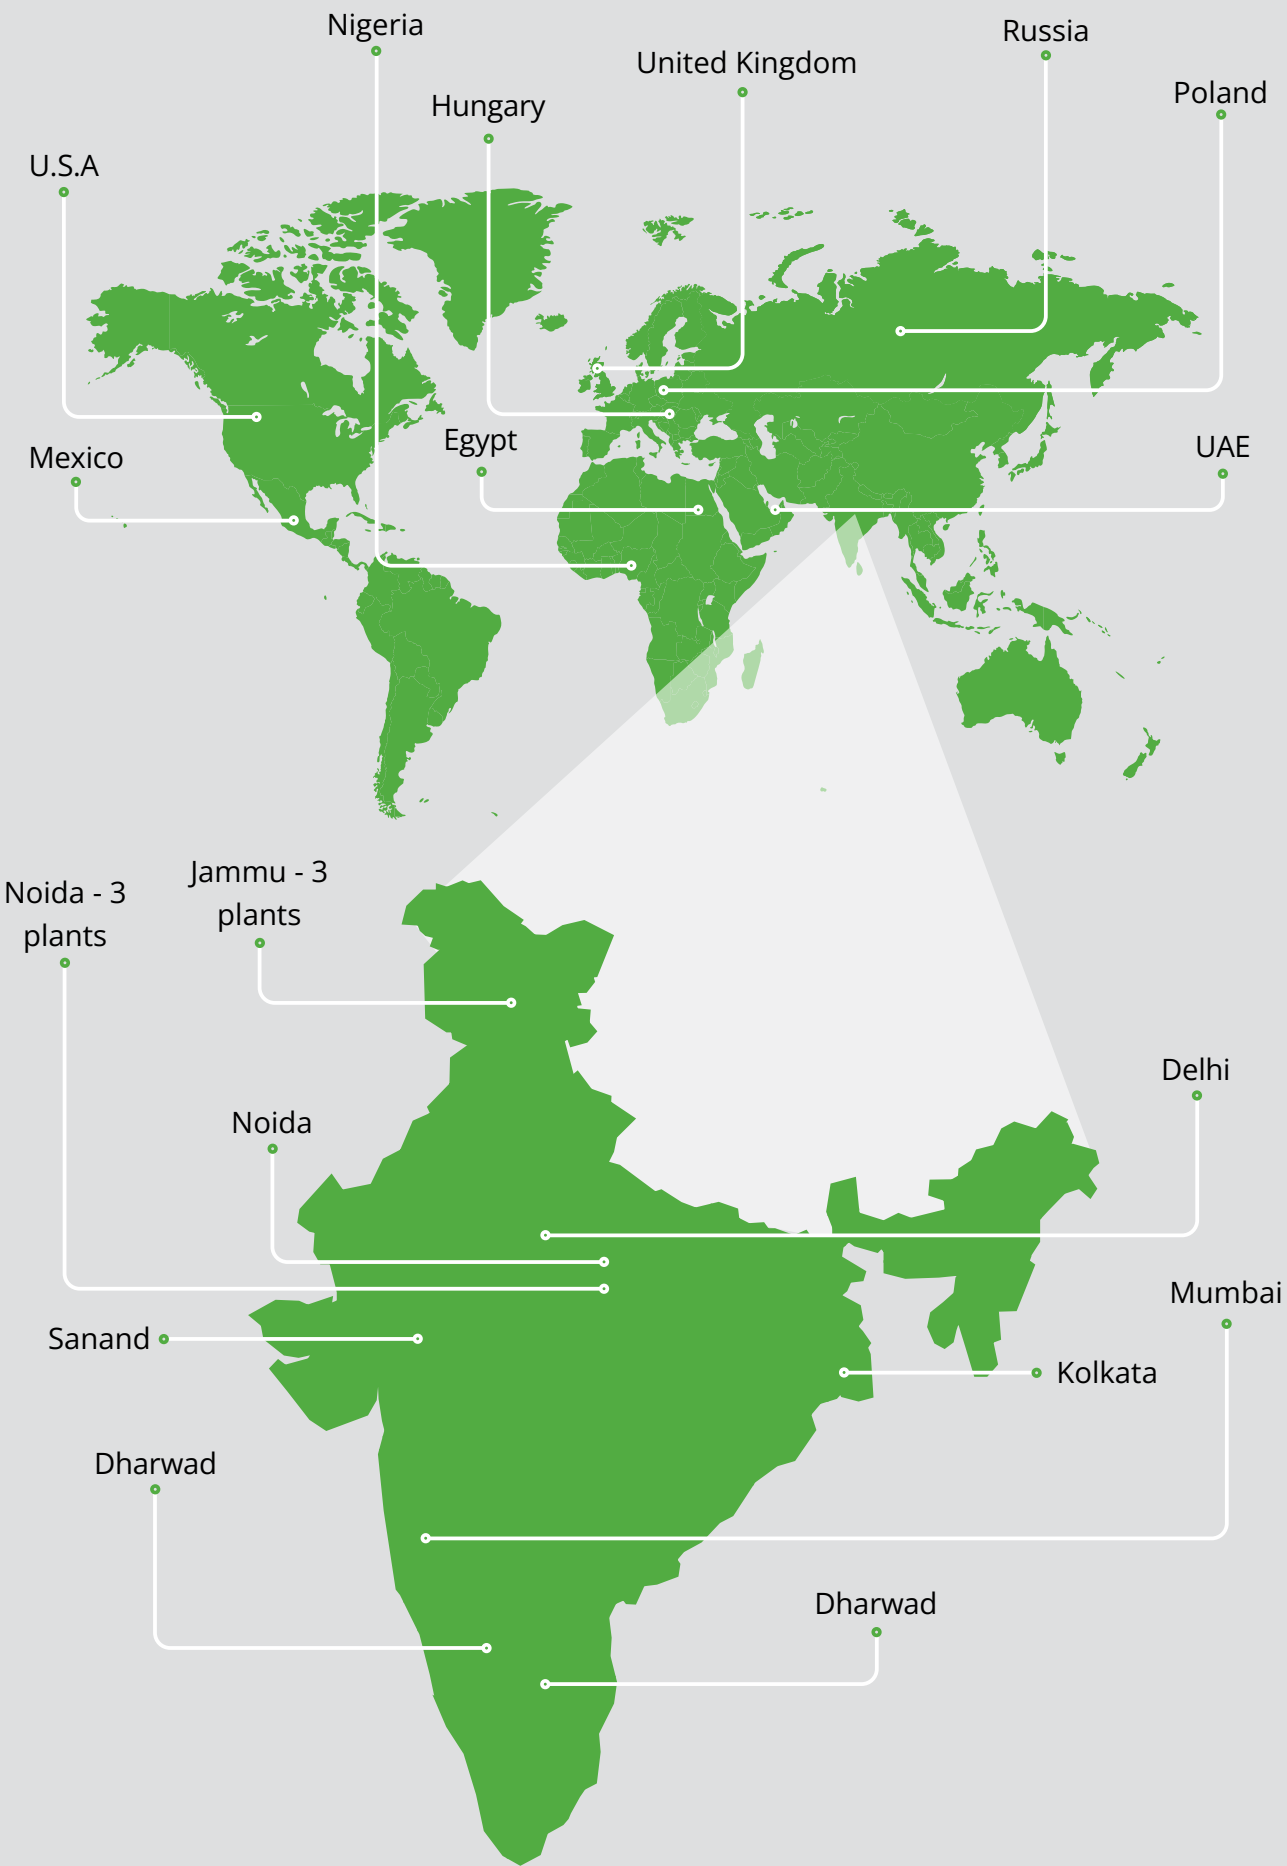 Nigeria
Russia
United Kingdom
Poland
Hungary
U.S.A
Egypt
UAE
Mexico
Jammu - 3
plants
Noida - 3
plants
Delhi
Noida
Mumbai
Sanand
Kolkata
Dharwad
Dharwad